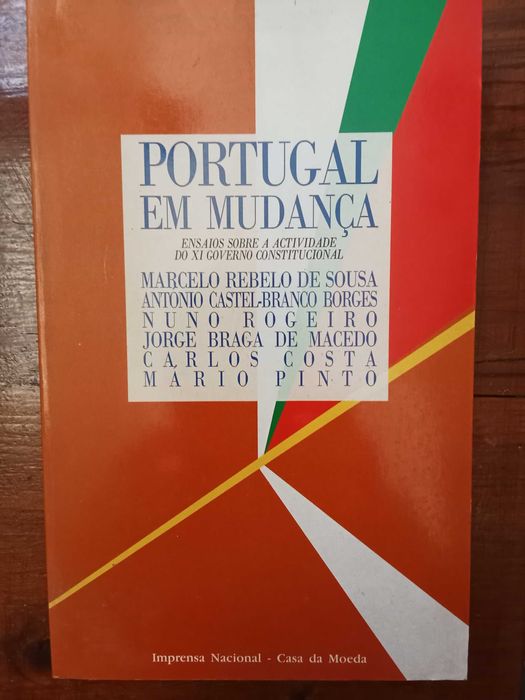 PORTUGAL
EM MUDANÇA
ENSAIOS SOBRE A ACTIVIDADE
DO XI GOVERNO CONSTITUCIONAL
MARCELO REBELO DE SOUSA
ANTONIO CASTEL-BRANCO BORGES
NUNO ROGEIRO
JORGE BRAGA DE MACEDO
CARLOS COSTA
MARIO PINTO
Imprensa Nacional - Casa da Moeda